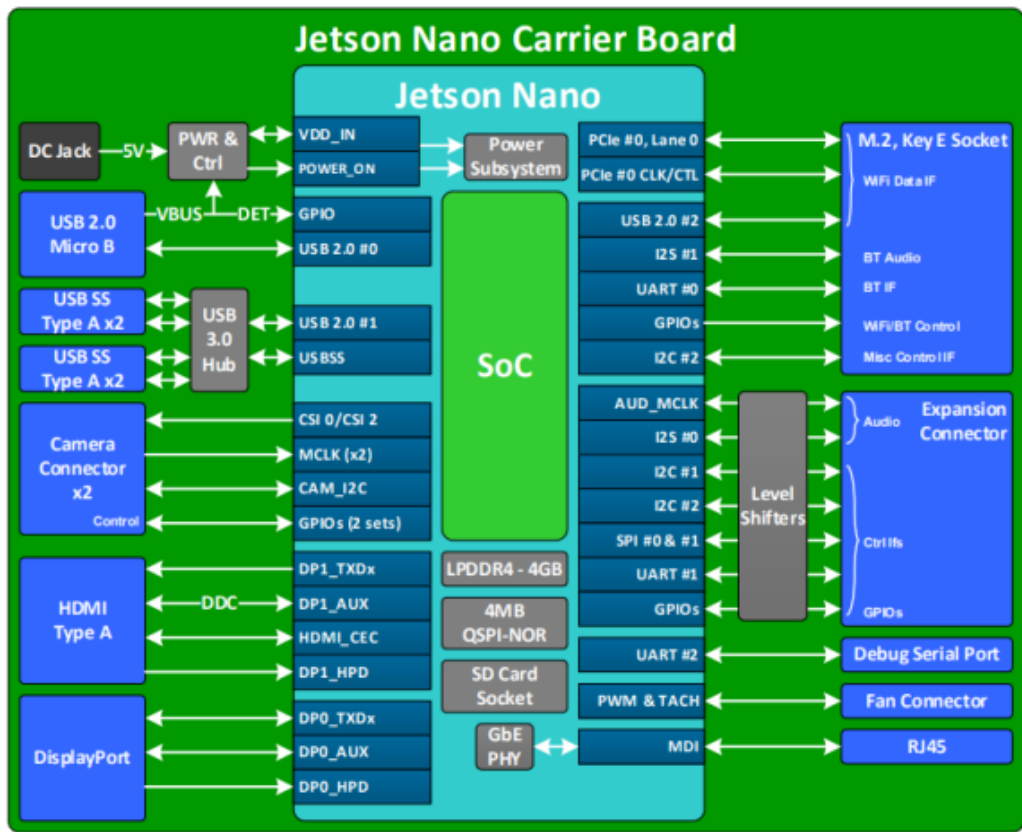 Jetson Nano Carrier Board
Jetson Nano
DC Jack
5V
PWR &
Ctrl
VDD_IN
POWER_ON
Power
Subsystem
USB 2.0
Micro B
VBUS
DET
GPIO
USB 2.0 #0
USB SS
Type A x2
USB SS
Type A x2
USB
3.0
Hub
USB 2.0 #1
USBSS
Camera
Connector
x2
Control
CSI 0/CSI 2
MCLK (x2)
CAM_I2C
GPIOs (2 sets)
HDMI
Type A
DDC
DP1_TXDx
DP1_AUX
HDMI_CEC
DP1_HPD
DisplayPort
DP0_TXDx
DP0_AUX
DP0_HPD
SoC
LPDDR4 - 4GB
4MB
QSPI-NOR
SD Card
Socket
GbE
PHY
PCIe #0, Lane 0
PCIe #0 CLK/CTL
USB 2.0 #2
I2S #1
UART #0
GPIOs
I2C #2
M.2, Key E Socket
WiFi Data IF
BT Audio
BT IF
WiFi/BT Control
Misc Control IF
AUD_MCLK
I2S #0
I2C #1
I2C #2
SPI #0 & #1
UART #1
GPIOs
Level
Shifters
Expansion
Connector
Audio
Ctrl Ifs
GPIOs
UART #2
Debug Serial Port
PWM & TACH
Fan Connector
MDI
RJ45